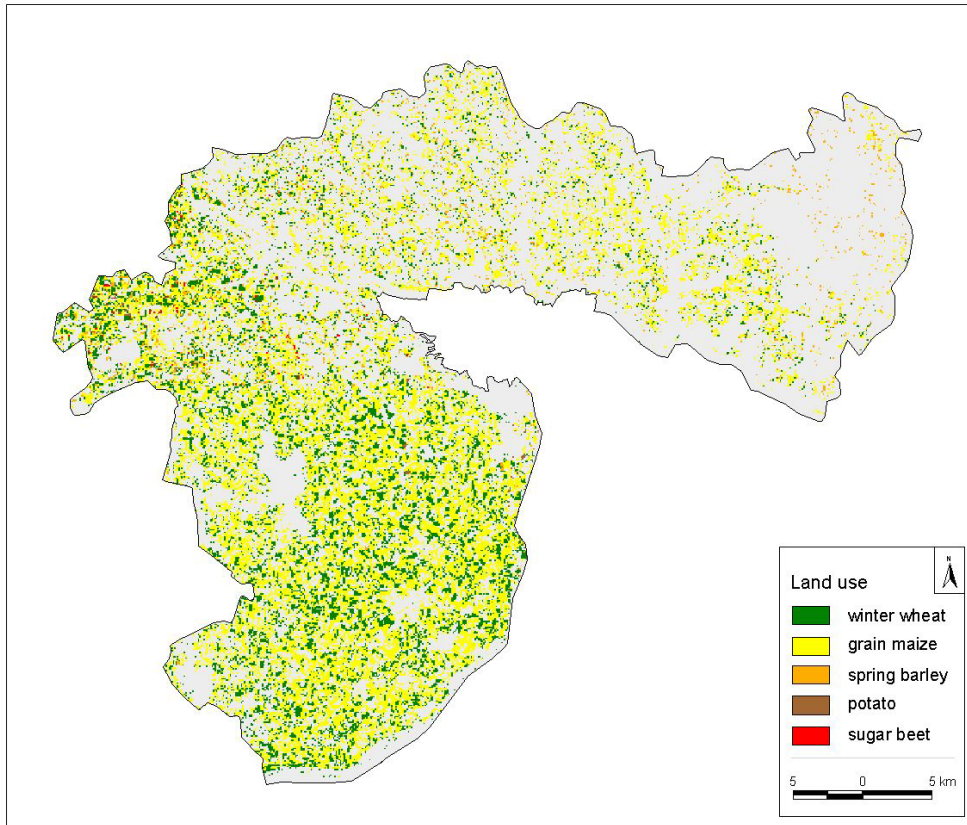 Land use
winter wheat
grain maize
spring barley
potato
sugar beet
5 0 5 km